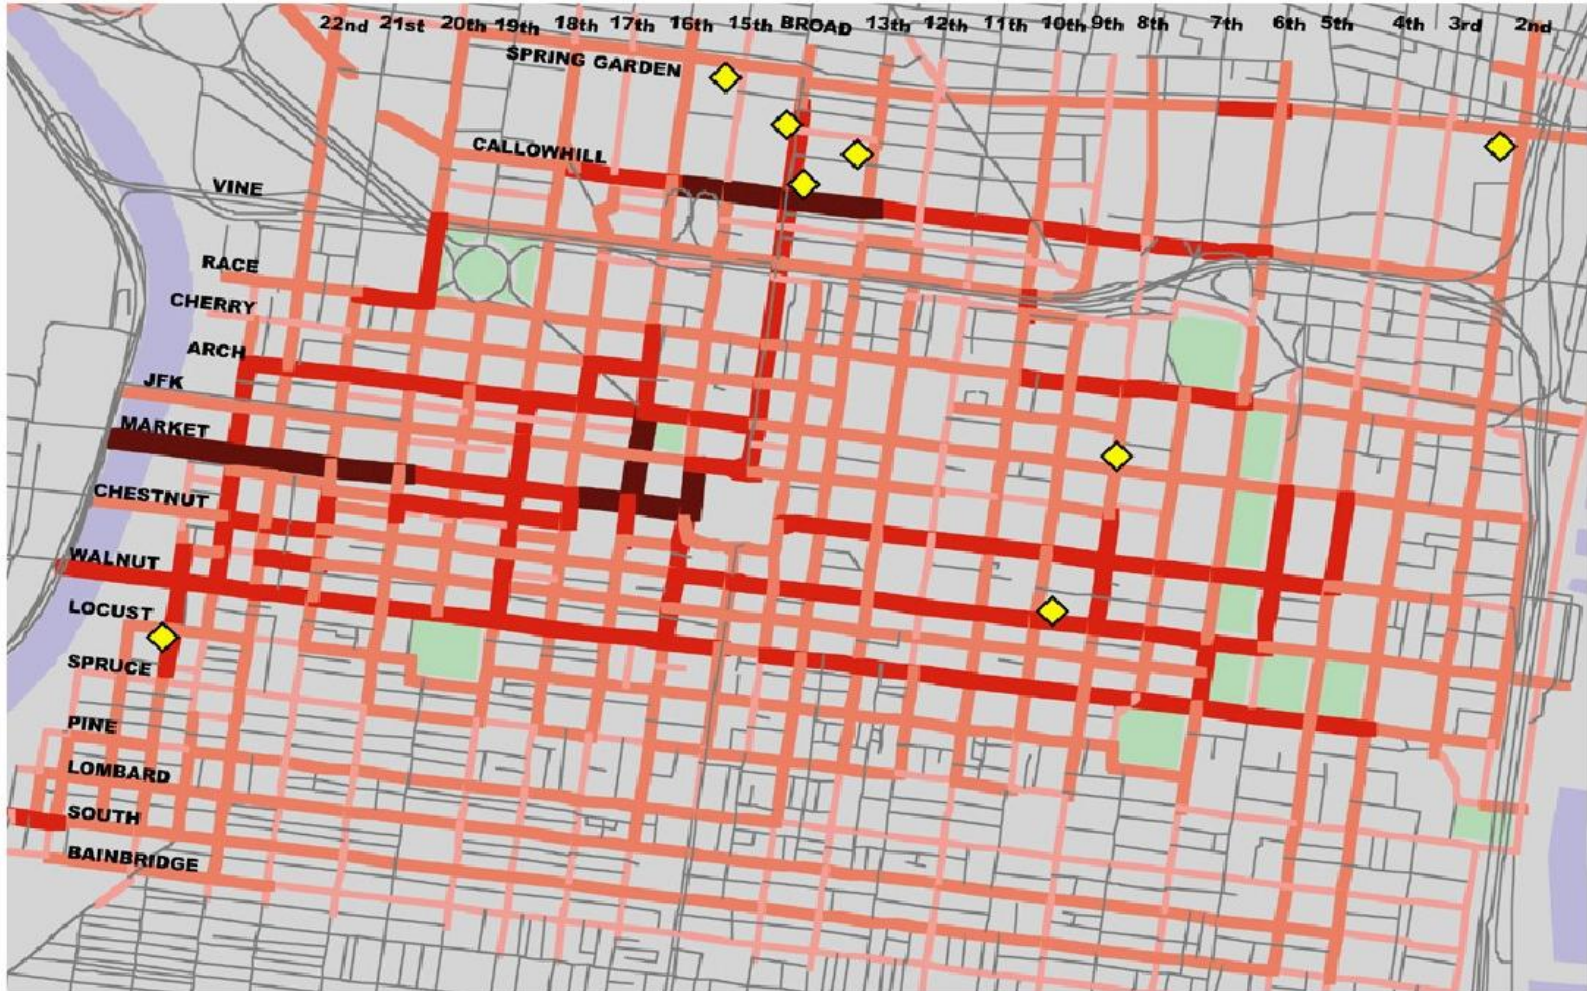 22nd 21st 20th 19th 18th 17th 16th 15th BROAD 13th 12th 11th 10th 9th 8th 7th 6th 5th 4th 3rd 2nd
SPRING GARDEN
CALLOWHILL
VINE
RACE
CHERRY
ARCH
JFK
MARKET
CHESTNUT
WALNUT
LOCUST
SPRUCE
PINE
LOMBARD
SOUTH
BAINBRIDGE